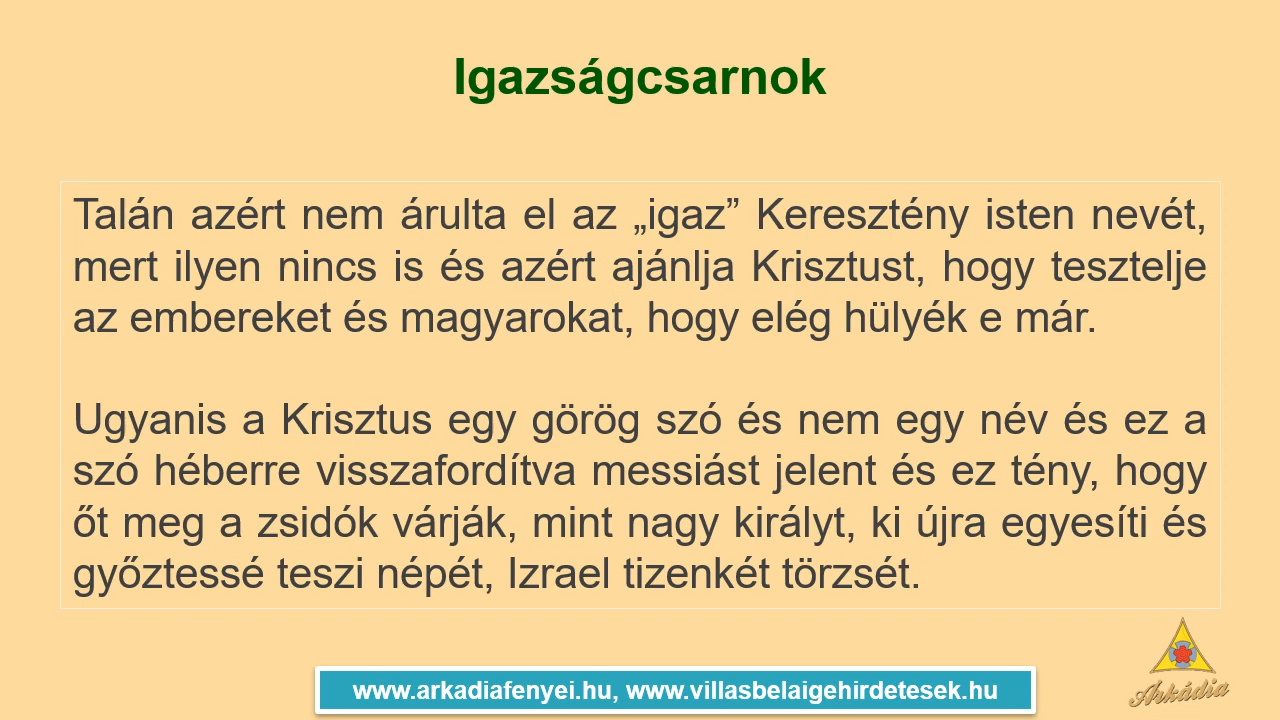 Igazságcsarnok
Talán azért nem árulta el az „igaz” Keresztény isten nevét,
mert ilyen nincs is és azért ajánlja Krisztust, hogy tesztelje
az embereket és magyarokat, hogy elég hülyék e már.
Ugyanis a Krisztus egy görög szó és nem egy név és ez a
szó héberre visszafordítva messiást jelent és ez tény, hogy
őt meg a zsidók várják, mint nagy királyt, ki újra egyesíti és
győztessé teszi népét, Izrael tizenkét törzsét.
www.arkadiafenyei.hu, www.villasbelaigehirdetesek.hu
Arkádia